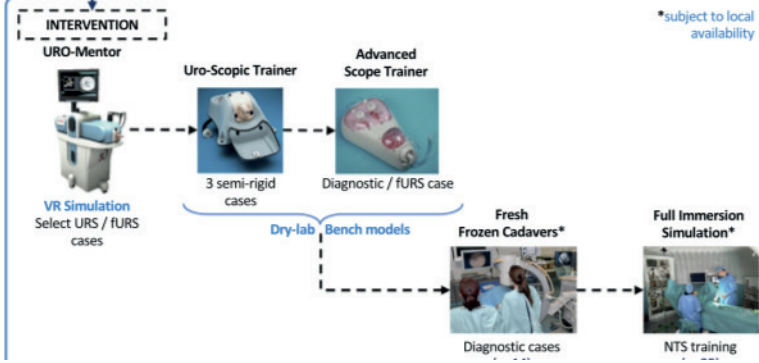 INTERVENTION
*subject to local
availability
URO-Mentor
Uro-Scopic Trainer
Advanced
Scope Trainer
VR Simulation
Select URS / fURS
cases
3 semi-rigid
cases
Diagnostic / fURS case
Dry-lab Bench models
Fresh
Frozen Cadavers*
Full Immersion
Simulation*
Diagnostic cases
NTS training